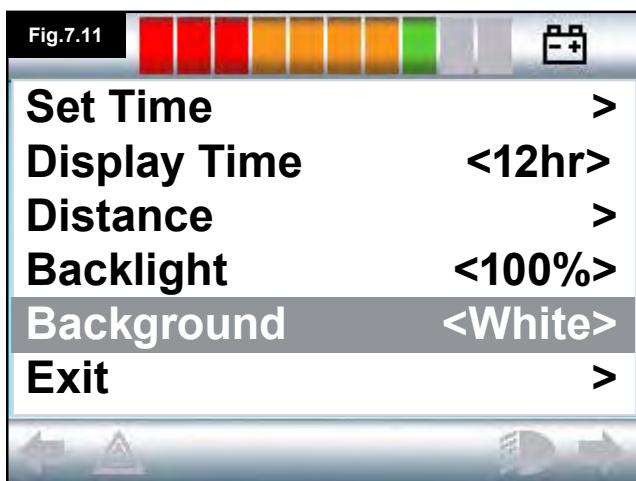 Fig.7.11
Set Time >
Display Time <12hr>
Distance >
Backlight <100%>
Background <White>
Exit >